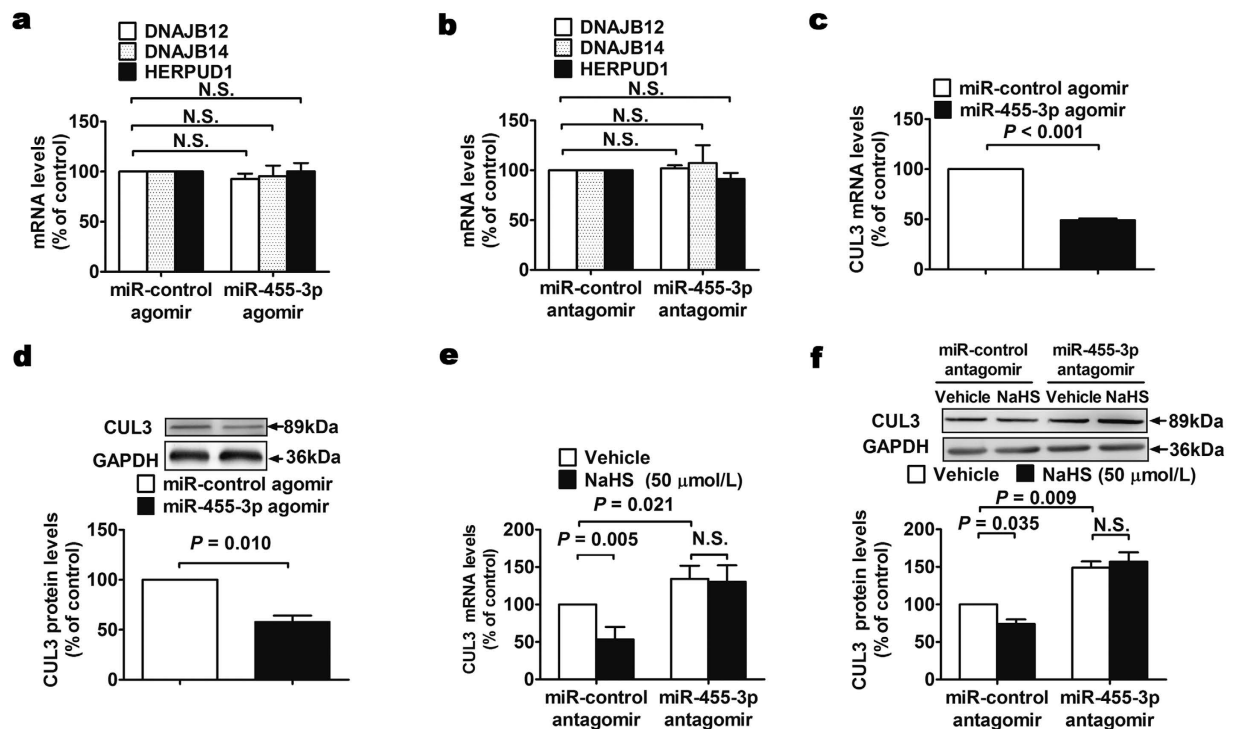 a
DNAJB12
DNAJB14
HERPUD1
N.S.
N.S.
N.S.
mRNA levels
(% of control)
150
100
50
0
miR-control
agomir
miR-455-3p
agomir
b
DNAJB12
DNAJB14
HERPUD1
N.S.
N.S.
N.S.
mRNA levels
(% of control)
150
100
50
0
miR-control
antagomir
miR-455-3p
antagomir
c
miR-control agomir
miR-455-3p agomir
P < 0.001
CUL3 mRNA levels
(% of control)
150
100
50
0
d
CUL3
89kDa
GAPDH
36kDa
miR-control agomir
miR-455-3p agomir
P = 0.010
CUL3 protein levels
(% of control)
150
100
50
0
e
Vehicle
NaHS (50 μmol/L)
P = 0.021
P = 0.005
N.S.
CUL3 mRNA levels
(% of control)
200
150
100
50
0
miR-control
antagomir
miR-455-3p
antagomir
f
miR-control
antagomir
miR-455-3p
antagomir
Vehicle NaHS Vehicle NaHS
CUL3
89kDa
GAPDH
36kDa
Vehicle
NaHS (50 μmol/L)
P = 0.009
P = 0.035
N.S.
CUL3 protein levels
(% of control)
200
150
100
50
0
miR-control
antagomir
miR-455-3p
antagomir